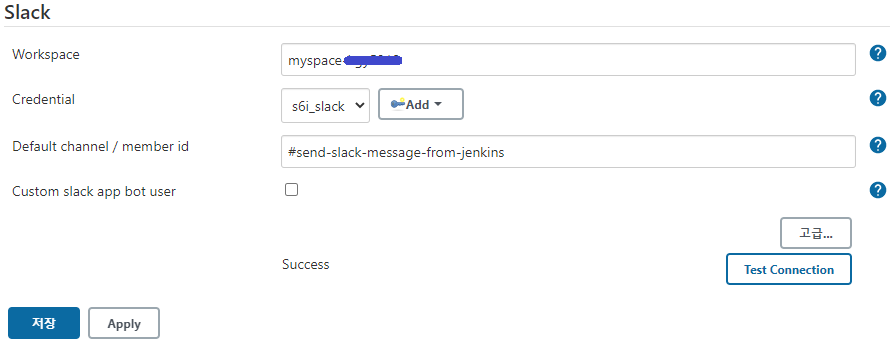 Slack
Workspace
myspace
Credential
s6i_slack
Add
Default channel / member id
#send-slack-message-from-jenkins
Custom slack app bot user
고급...
Success
Test Connection
저장
Apply